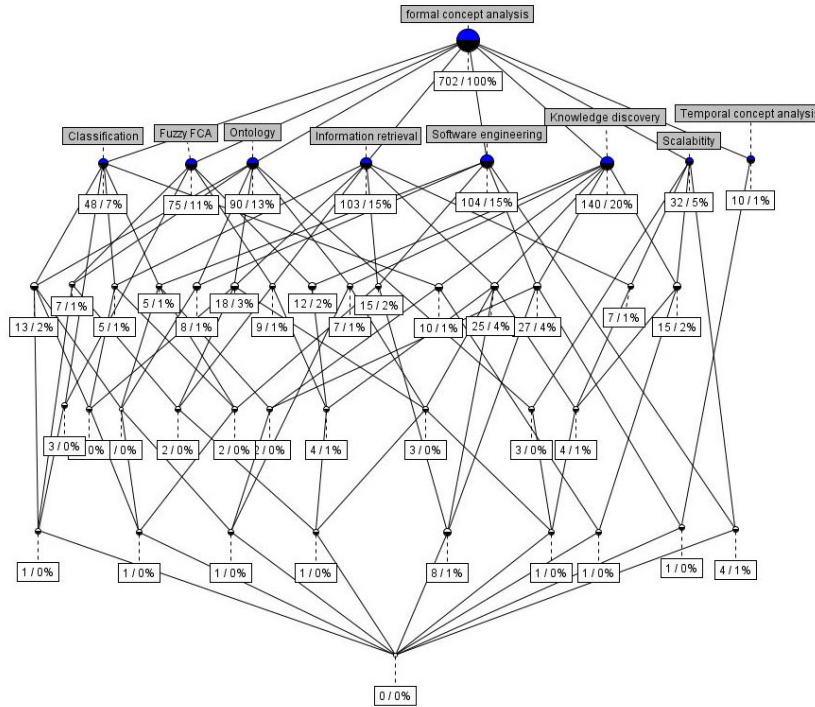 formal concept analysis
702 / 100%
Knowledge discovery
Temporal concept analysis
Classification
Fuzzy FCA
Ontology
Information retrieval
Software engineering
Scalability
48 / 7%
75 / 11%
90 / 13%
103 / 15%
104 / 15%
140 / 20%
32 / 5%
10 / 1%
7 / 1%
5 / 1%
18 / 3%
12 / 2%
15 / 2%
13 / 2%
5 / 1%
8 / 1%
9 / 1%
7 / 1%
10 / 1%
25 / 4%
27 / 4%
7 / 1%
15 / 2%
3 / 0%
/ 0%
/ 0%
2 / 0%
2 / 0%
2 / 0%
4 / 1%
3 / 0%
3 / 0%
4 / 1%
1 / 0%
1 / 0%
1 / 0%
1 / 0%
8 / 1%
1 / 0%
1 / 0%
1 / 0%
4 / 1%
0 / 0%